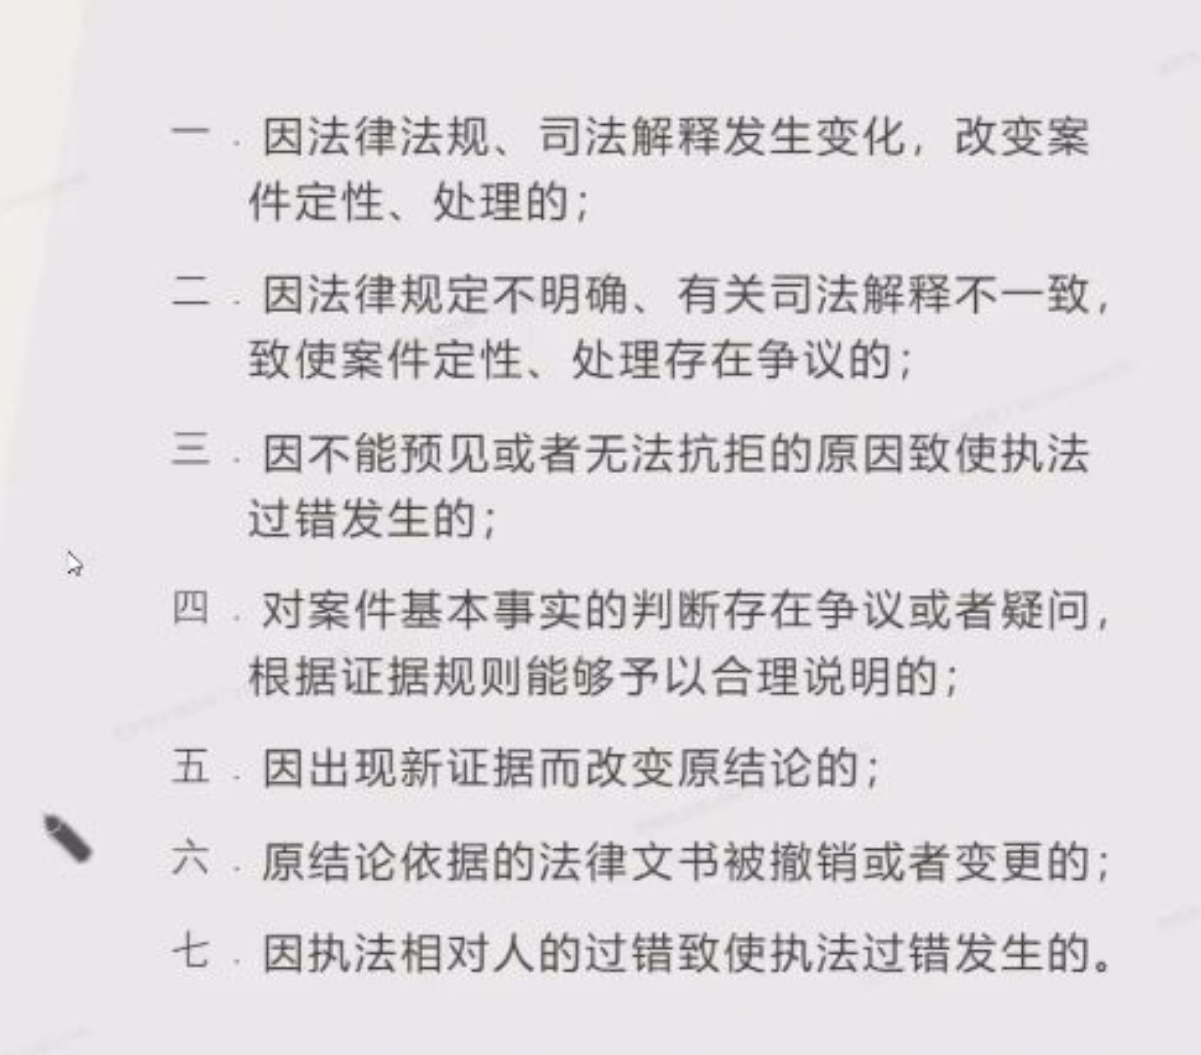 一. 因法律法规、司法解释发生变化，改变案
件定性、处理的；
二. 因法律规定不明确、有关司法解释不一致，
致使案件定性、处理存在争议的；
三. 因不能预见或者无法抗拒的原因致使执法
过错发生的；
四. 对案件基本事实的判断存在争议或者疑问，
根据证据规则能够予以合理说明的；
五. 因出现新证据而改变原结论的；
六. 原结论依据的法律文书被撤销或者变更的；
七. 因执法相对人的过错致使执法过错发生的。